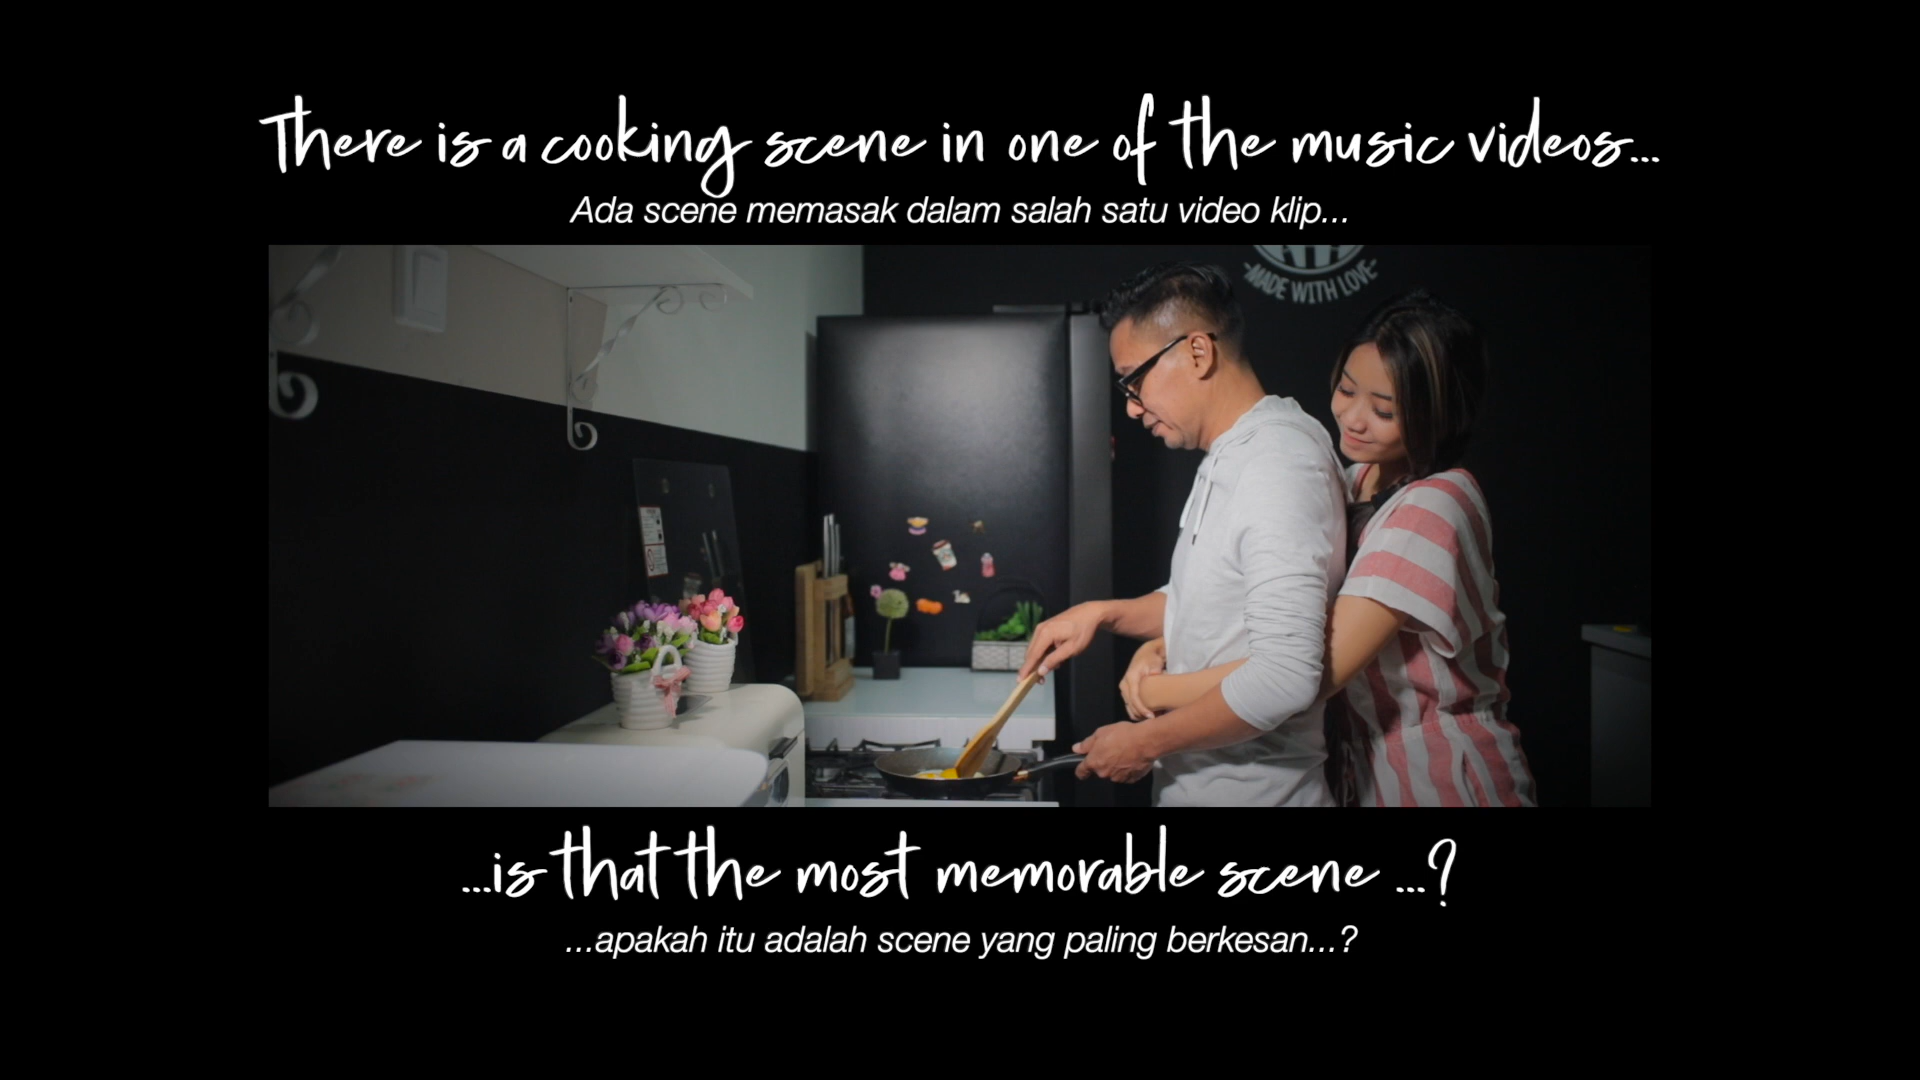 There is a cooking scene in one of the music videos...
Ada scene memasak dalam salah satu video klip...
-MADE WITH LOVE-
...is that the most memorable scene ...?
...apakah itu adalah scene yang paling berkesan...?